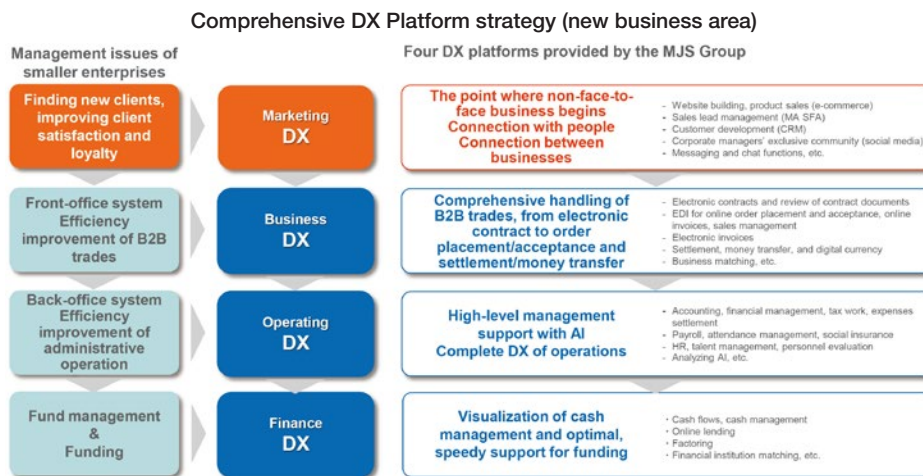 Comprehensive DX Platform strategy (new business area)
Management issues of
smaller enterprises
Four DX platforms provided by the MJS Group
Finding new clients,
improving client
satisfaction and
loyalty
Marketing
DX
The point where non-face-to-
face business begins
Connection with people
Connection between
businesses
- Website building, product sales (e-commerce)
- Sales lead management (MA SFA)
- Customer development (CRM)
- Corporate managers' exclusive community (social media)
- Messaging and chat functions, etc.
Front-office system
Efficiency
improvement of B2B
trades
Business
DX
Comprehensive handling of
B2B trades, from electronic
contract to order
placement/acceptance and
settlement/money transfer
- Electronic contracts and review of contract documents
- EDI for online order placement and acceptance, online
invoices, sales management
- Electronic invoices
- Settlement, money transfer, and digital currency
- Business matching, etc.
Back-office system
Efficiency
improvement of
administrative
operation
Operating
DX
High-level management
support with AI
Complete DX of operations
- Accounting, financial management, tax work, expenses
settlement
- Payroll, attendance management, social insurance
- HR, talent management, personnel evaluation
- Analyzing AI, etc.
Fund management
&
Funding
Finance
DX
Visualization of cash
management and optimal,
speedy support for funding
・Cash flows, cash management
・Online lending
・Factoring
・Financial institution matching, etc.